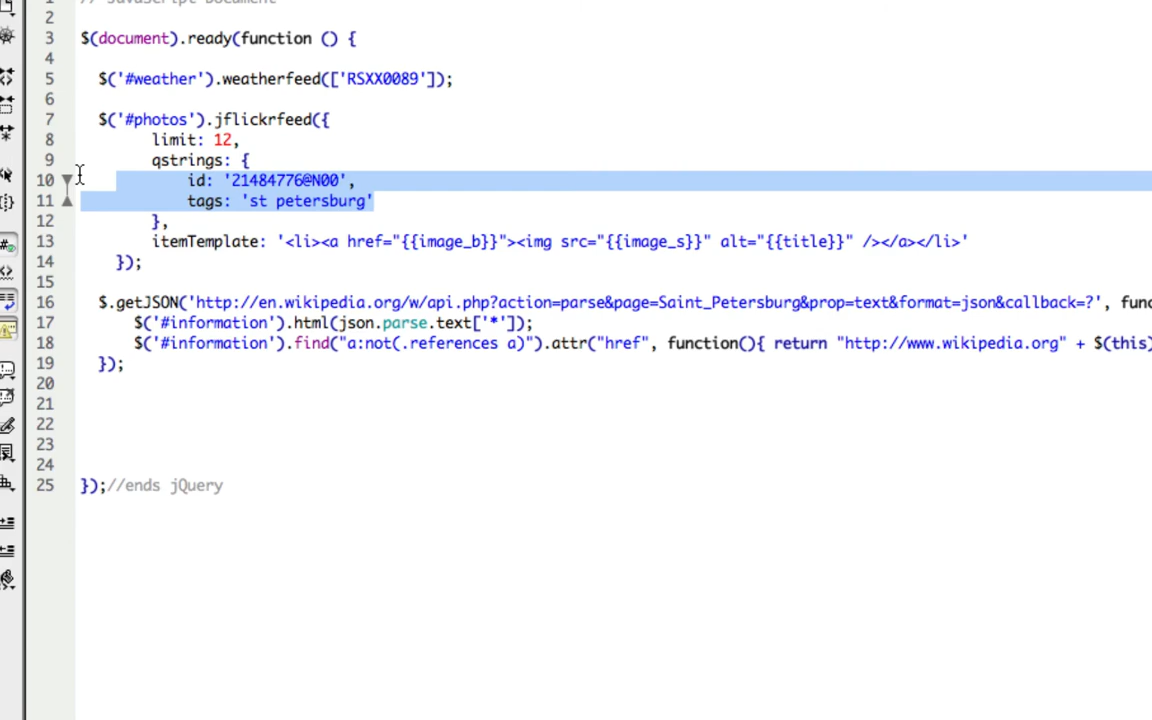 1 // JavaScript Document
2
3 $(document).ready(function () {
4
5 $('#weather').weatherfeed(['RSXX0089']);
6
7 $('#photos').jflickrfeed({
8 limit: 12,
9 qstrings: {
10 id: '21484776@N00',
11 tags: 'st petersburg'
12 },
13 itemTemplate: '<li><a href="{{image_b}}"><img src="{{image_s}}" alt="{{title}}" /></a></li>'
14 });
15
16 $.getJSON('http://en.wikipedia.org/w/api.php?action=parse&page=Saint_Petersburg&prop=text&format=json&callback=?', func
17 $('#information').html(json.parse.text['*']);
18 $('#information').find("a:not(.references a)").attr("href", function(){ return "http://www.wikipedia.org" + $(this)
19 });
20
21
22
23
24
25 });//ends jQuery